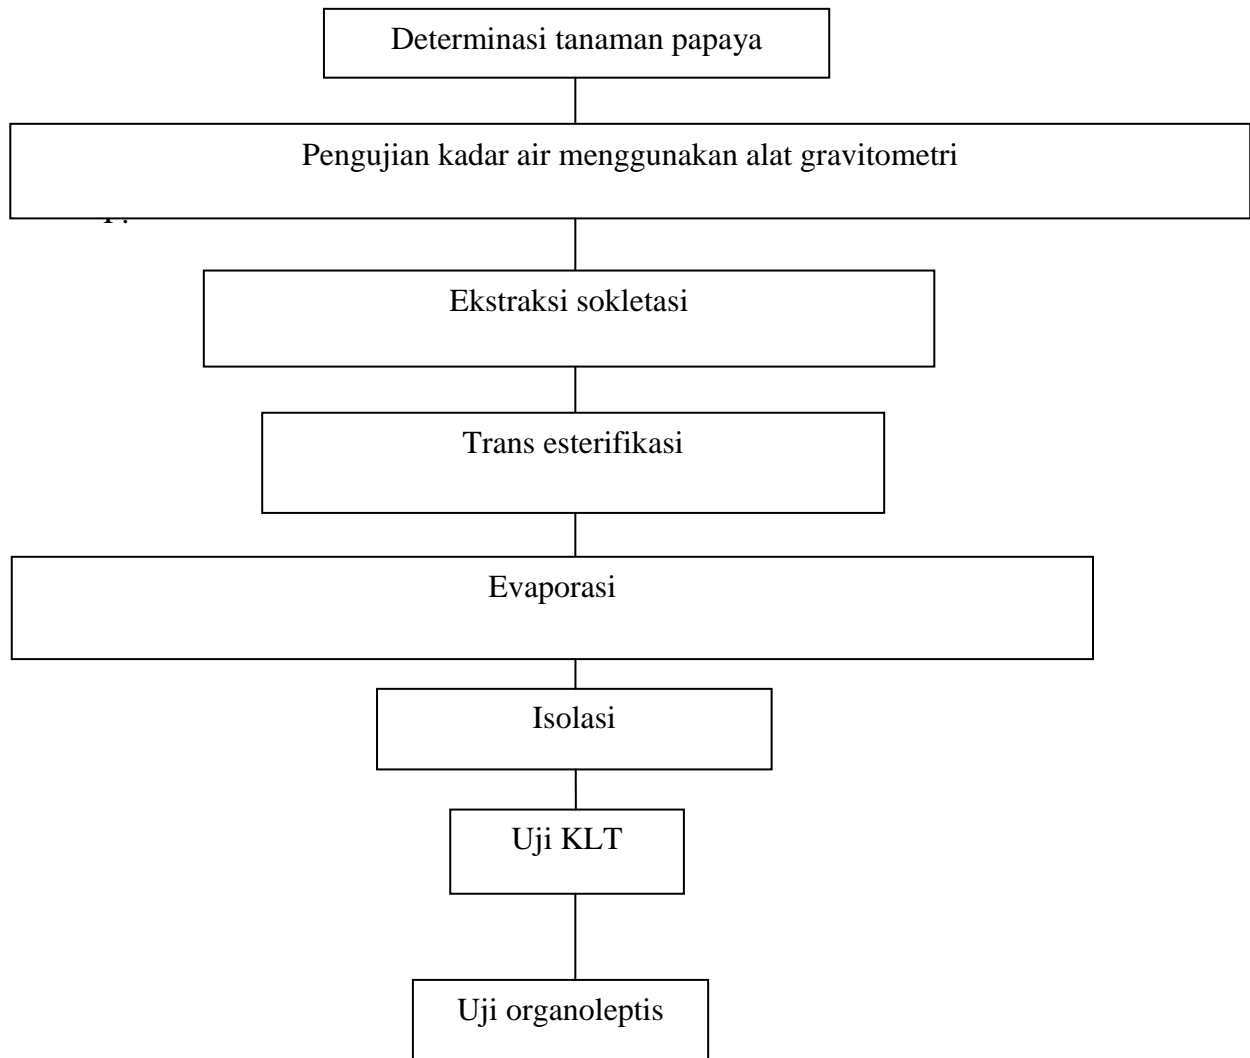 Determinasi tanaman papaya
Pengujian kadar air menggunakan alat gravitometri
Ekstraksi sokletasi
Trans esterifikasi
Evaporasi
Isolasi
Uji KLT
Uji organoleptis